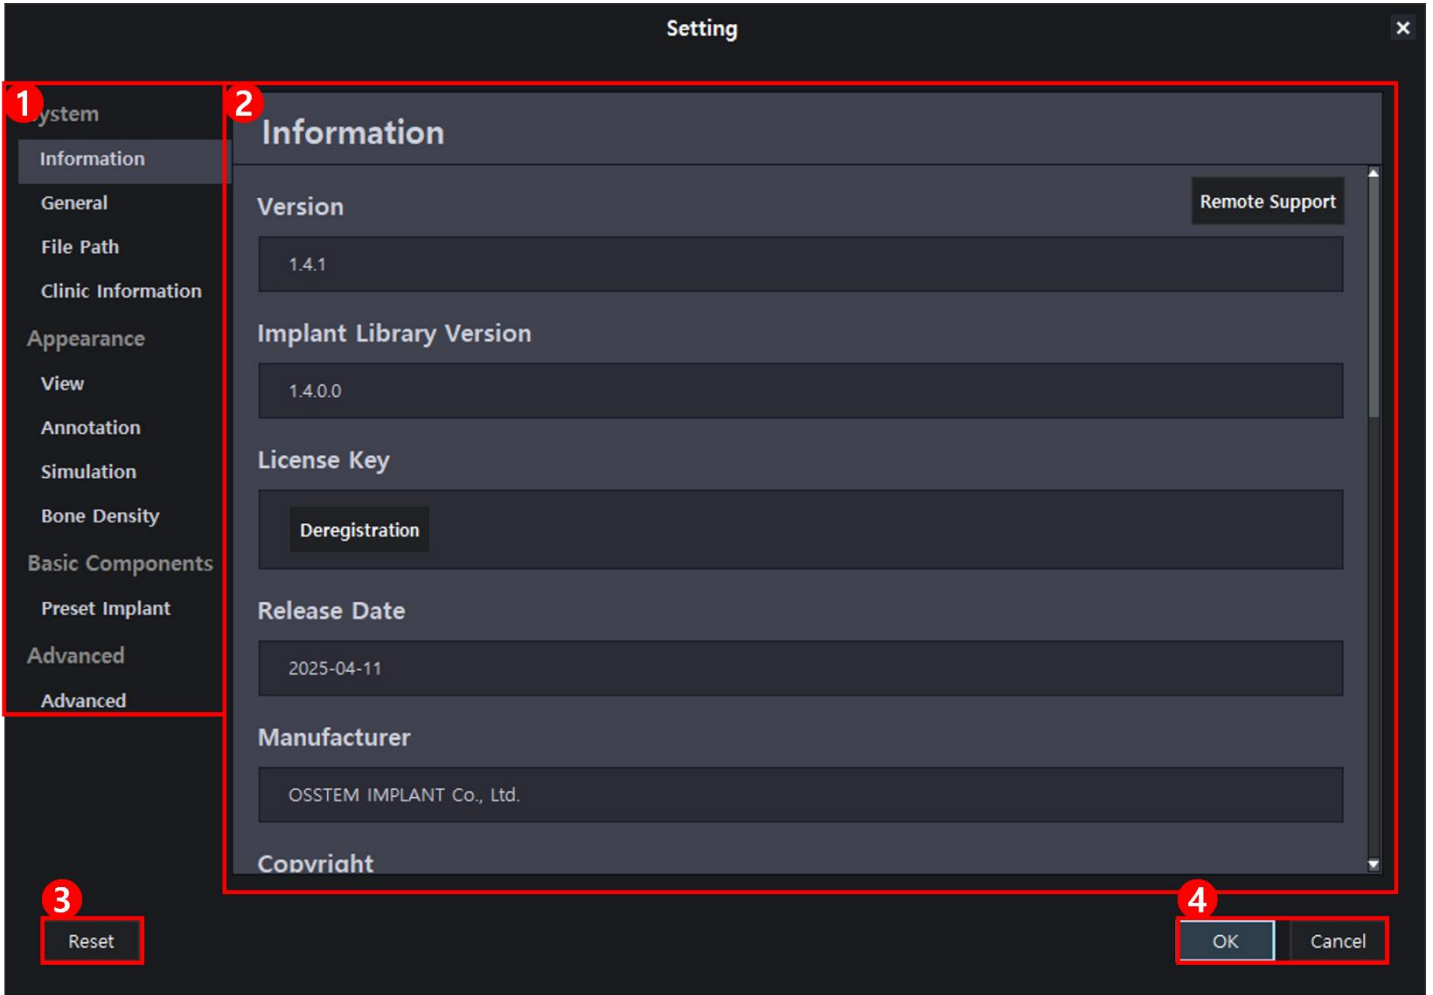 Setting
1
System
Information
General
File Path
Clinic Information
Appearance
View
Annotation
Simulation
Bone Density
Basic Components
Preset Implant
Advanced
Advanced
2
Information
Remote Support
Version
1.4.1
Implant Library Version
1.4.0.0
License Key
Deregistration
Release Date
2025-04-11
Manufacturer
OSSTEM IMPLANT Co., Ltd.
Copyright
3
Reset
4
OK
Cancel